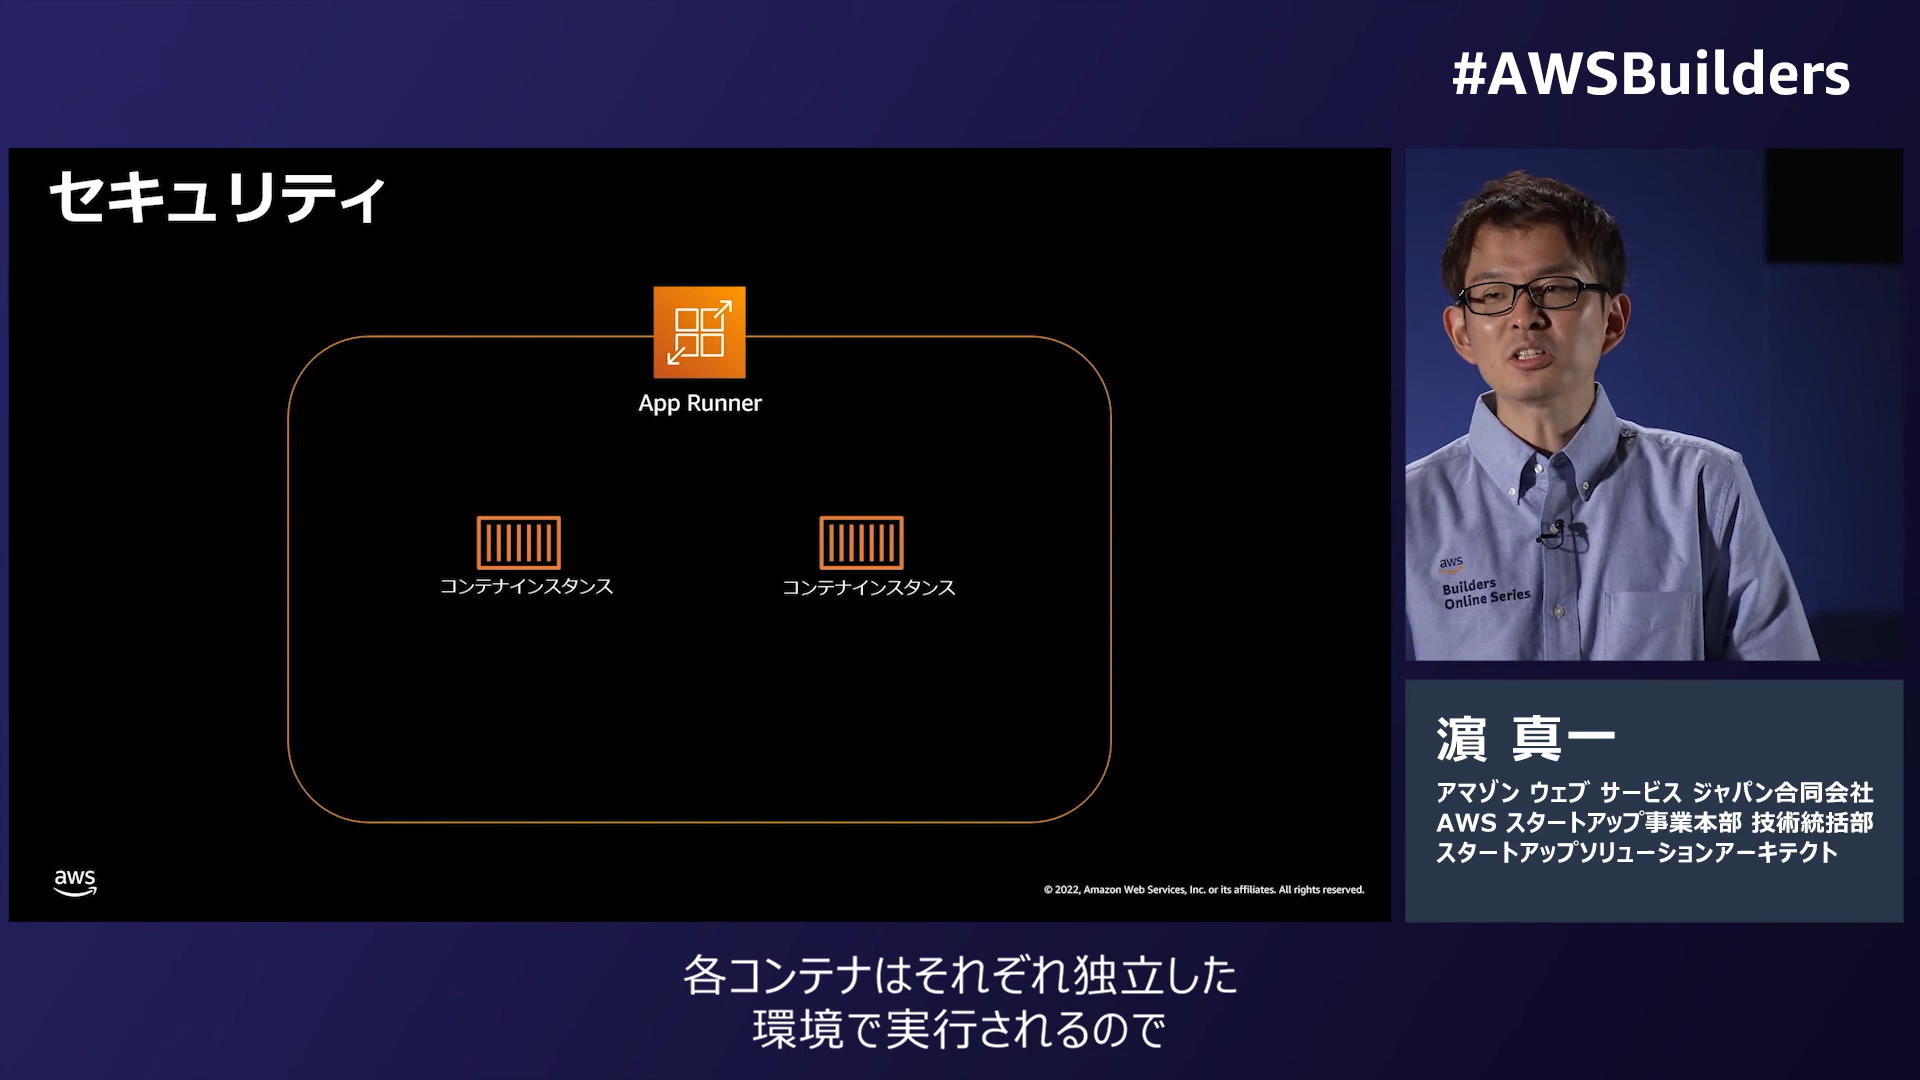 #AWSBuilders
セキュリティ
App Runner
コンテナインスタンス
コンテナインスタンス
aws
© 2022, Amazon Web Services, Inc. or its affiliates. All rights reserved.
aws
Builders
Online Series
濵 真一
アマゾン ウェブ サービス ジャパン合同会社
AWS スタートアップ事業本部 技術統括部
スタートアップソリューションアーキテクト
各コンテナはそれぞれ独立した
環境で実行されるので